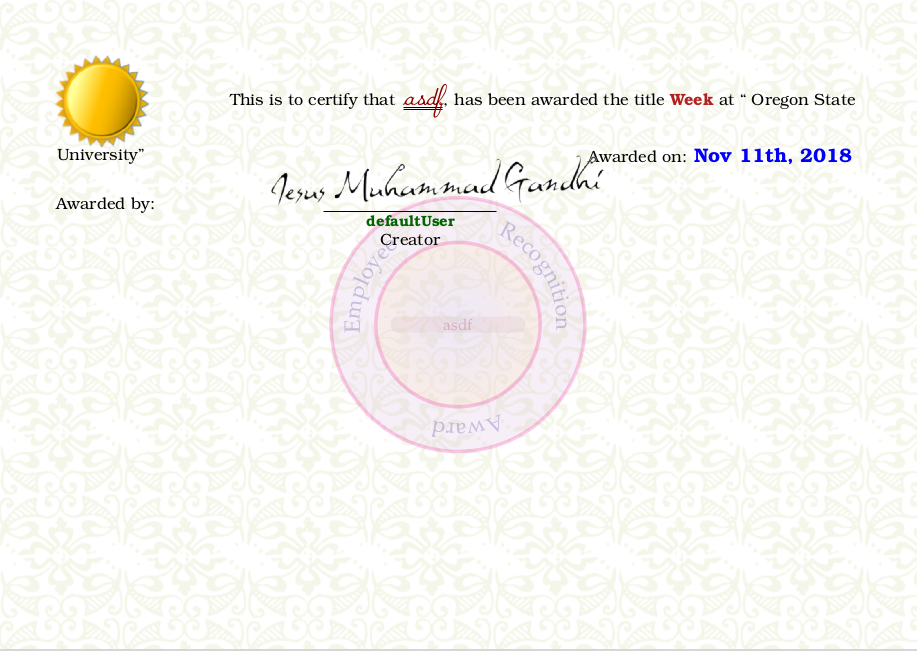 This is to certify that asdf, has been awarded the title Week at “ Oregon State
University”
Awarded on: Nov 11th, 2018
Jesus Muhammad Gandhi
Awarded by:
defaultUser
Creator
Employee Recognition
asdf
Award